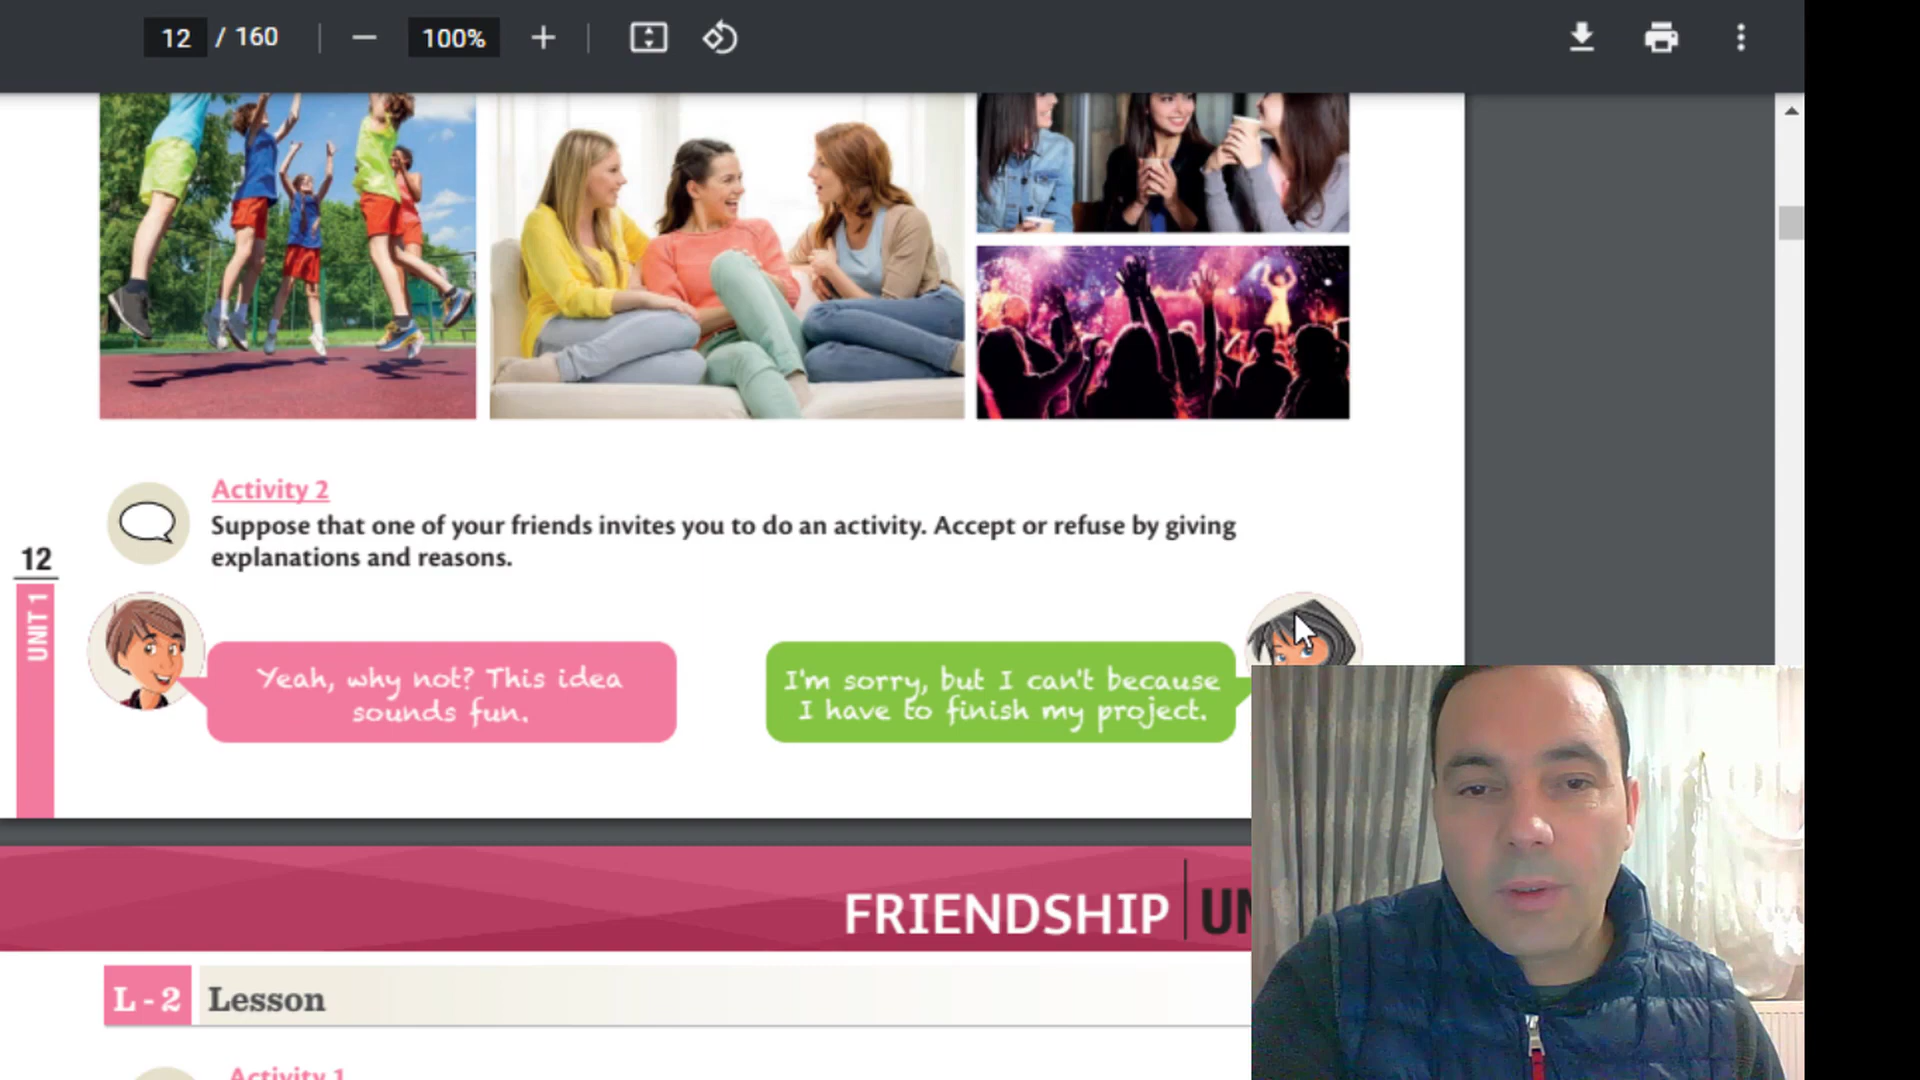 12 / 160
100%
Activity 2
Suppose that one of your friends invites you to do an activity. Accept or refuse by giving
explanations and reasons.
12
UNIT 1
Yeah, why not? This idea
sounds fun.
I'm sorry, but I can't because
I have to finish my project.
FRIENDSHIP
L - 2 Lesson
Activity 1